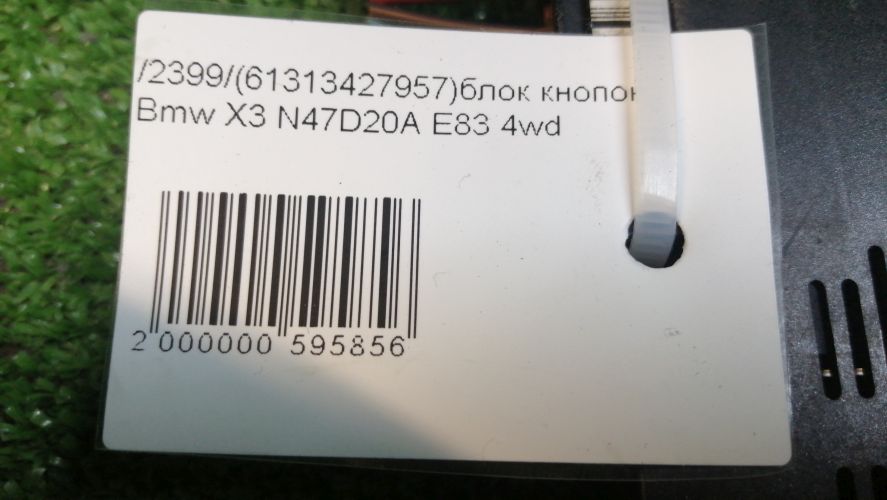 /2399/(61313427957)блок кнопок
Bmw X3 N47D20A E83 4wd
2 000000 595856